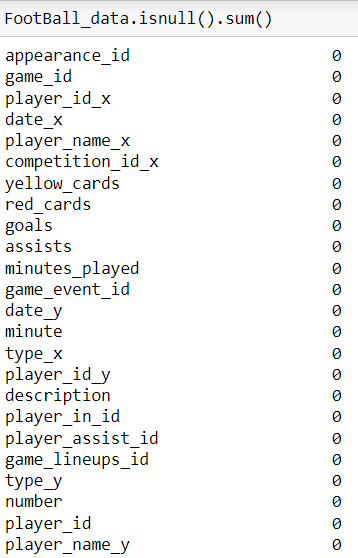 FootBall_data.isnull().sum()
appearance_id 0
game_id 0
player_id_x 0
date_x 0
player_name_x 0
competition_id_x 0
yellow_cards 0
red_cards 0
goals 0
assists 0
minutes_played 0
game_event_id 0
date_y 0
minute 0
type_x 0
player_id_y 0
description 0
player_in_id 0
player_assist_id 0
game_lineups_id 0
type_y 0
number 0
player_id 0
player_name_y 0